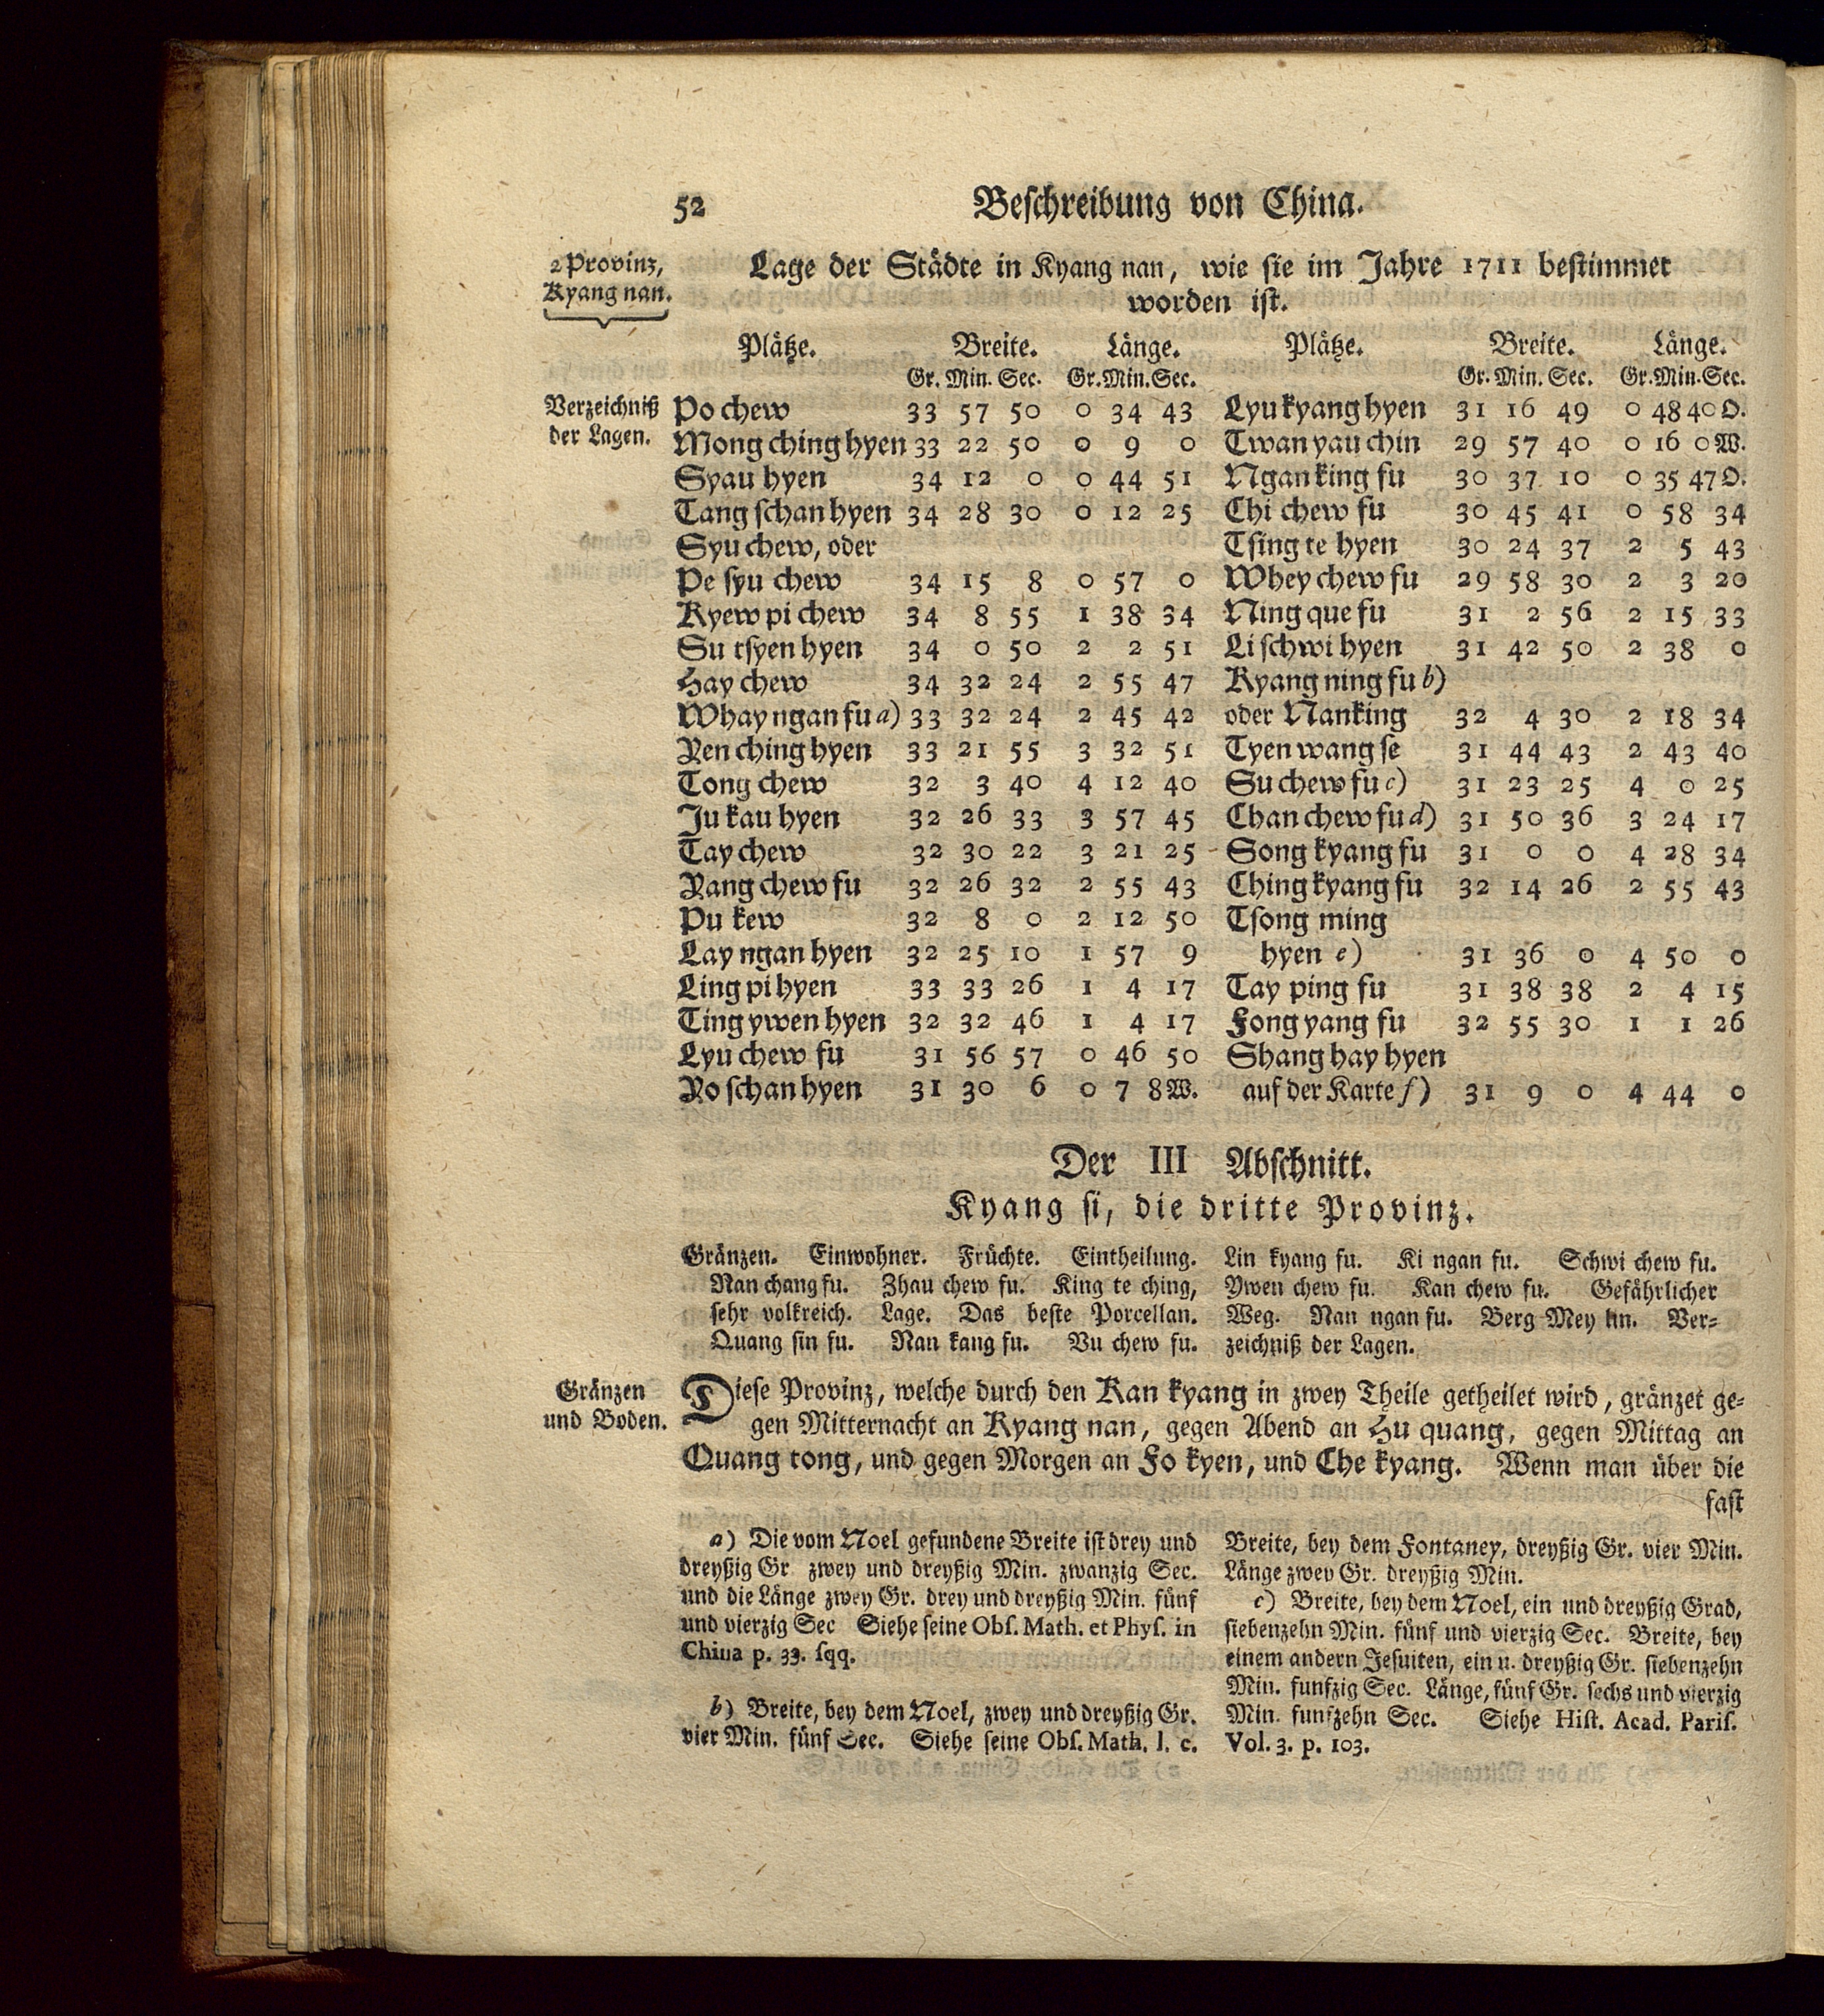 52 Beschreibung von China.
2 Provinz,
Kyang nan.
Lage der Städte in Kyang nan, wie sie im Jahre 1711 bestimmet
worden ist.
Plätze. Breite. Länge. Plätze. Breite. Länge.
Gr. Min. Sec. Gr. Min. Sec. Gr. Min. Sec. Gr. Min. Sec.
Verzeichniß
der Lagen.
Po chew 33 57 50 0 34 43 Lyu kyang hyen 31 16 49 0 48 40 O.
Mong ching hyen 33 22 50 0 9 0 Twan yau chin 29 57 40 0 16 0 W.
Syau hyen 34 12 0 0 44 51 Ngan king fu 30 37 10 0 35 47 O.
Tang schan hyen 34 28 30 0 12 25 Chi chew fu 30 45 41 0 58 34
Syu chew, oder Tsing te hyen 30 24 37 2 5 43
Pe syu chew 34 15 8 0 57 0 Whey chew fu 29 58 30 2 3 20
Kyew pi chew 34 8 55 1 38 34 Ning que fu 31 2 56 2 15 33
Su tsyen hyen 34 0 50 2 2 51 Li schwi hyen 31 42 50 2 38 0
Hay chew 34 32 24 2 55 47 Kyang ning fu b)
Whay ngan fu a) 33 32 24 2 45 42 oder Nanking 32 4 30 2 18 34
Yen ching hyen 33 21 55 3 32 51 Tyen wang se 31 44 43 2 43 40
Tong chew 32 3 40 4 12 40 Su chew fu c) 31 23 25 4 0 25
Ju kau hyen 32 26 33 3 57 45 Chan chew fu d) 31 50 36 3 24 17
Tay chew 32 30 22 3 21 25 Song kyang fu 31 0 0 4 28 34
Yang chew fu 32 26 32 2 55 43 Ching kyang fu 32 14 26 2 55 43
Pu kew 32 8 0 2 12 50 Tsong ming
Lay ngan hyen 32 25 10 1 57 9 hyen e) 31 36 0 4 50 0
Ling pi hyen 33 33 26 1 4 17 Tay ping fu 31 38 38 2 4 15
Ting ywen hyen 32 32 46 1 4 17 Fong yang fu 32 55 30 1 1 26
Lyu chew fu 31 56 57 0 46 50 Shang hay hyen
Yo schan hyen 31 30 6 0 7 8 W. auf der Karte f) 31 9 0 4 44 0
Der III Abschnitt.
Kyang si, die dritte Provinz.
Gränzen. Einwohner. Früchte. Eintheilung.
Nan chang fu. Zhau chew fu. King te ching,
sehr volkreich. Lage. Das beste Porcellan.
Quang sin fu. Nan kang fu. Vu chew fu.
Lin kyang fu. Ki ngan fu. Schwi chew fu.
Ywen chew fu. Kan chew fu. Gefährlicher
Weg. Nan ngan fu. Berg Mey lin. Ver-
zeichniß der Lagen.
Gränzen
und Boden.
Diese Provinz, welche durch den Kan kyang in zwey Theile getheilet wird, gränzet ge-
gen Mitternacht an Kyang nan, gegen Abend an Hu quang, gegen Mittag an
Quang tong, und gegen Morgen an Fo kyen, und Che kyang. Wenn man über die
fast
a) Die vom Noel gefundene Breite ist drey und
dreyßig Gr zwey und dreyßig Min. zwanzig Sec.
und die Länge zwey Gr. drey und dreyßig Min. fünf
und vierzig Sec Siehe seine Obs. Math. et Phys. in
China p. 33. sqq.
b) Breite, bey dem Noel, zwey und dreyßig Gr.
vier Min. fünf Sec. Siehe seine Obs. Math. l. c.
Breite, bey dem Fontaney, dreyßig Gr. vier Min.
Länge zwey Gr. dreyßig Min.
c) Breite, bey dem Noel, ein und dreyßig Grad,
siebenzehn Min. fünf und vierzig Sec. Breite, bey
einem andern Jesuiten, ein u. dreyßig Gr. siebenzehn
Min. funfzig Sec. Länge, fünf Gr. sechs und vierzig
Min. funfzehn Sec. Siehe Hist. Acad. Paris.
Vol. 3. p. 103.